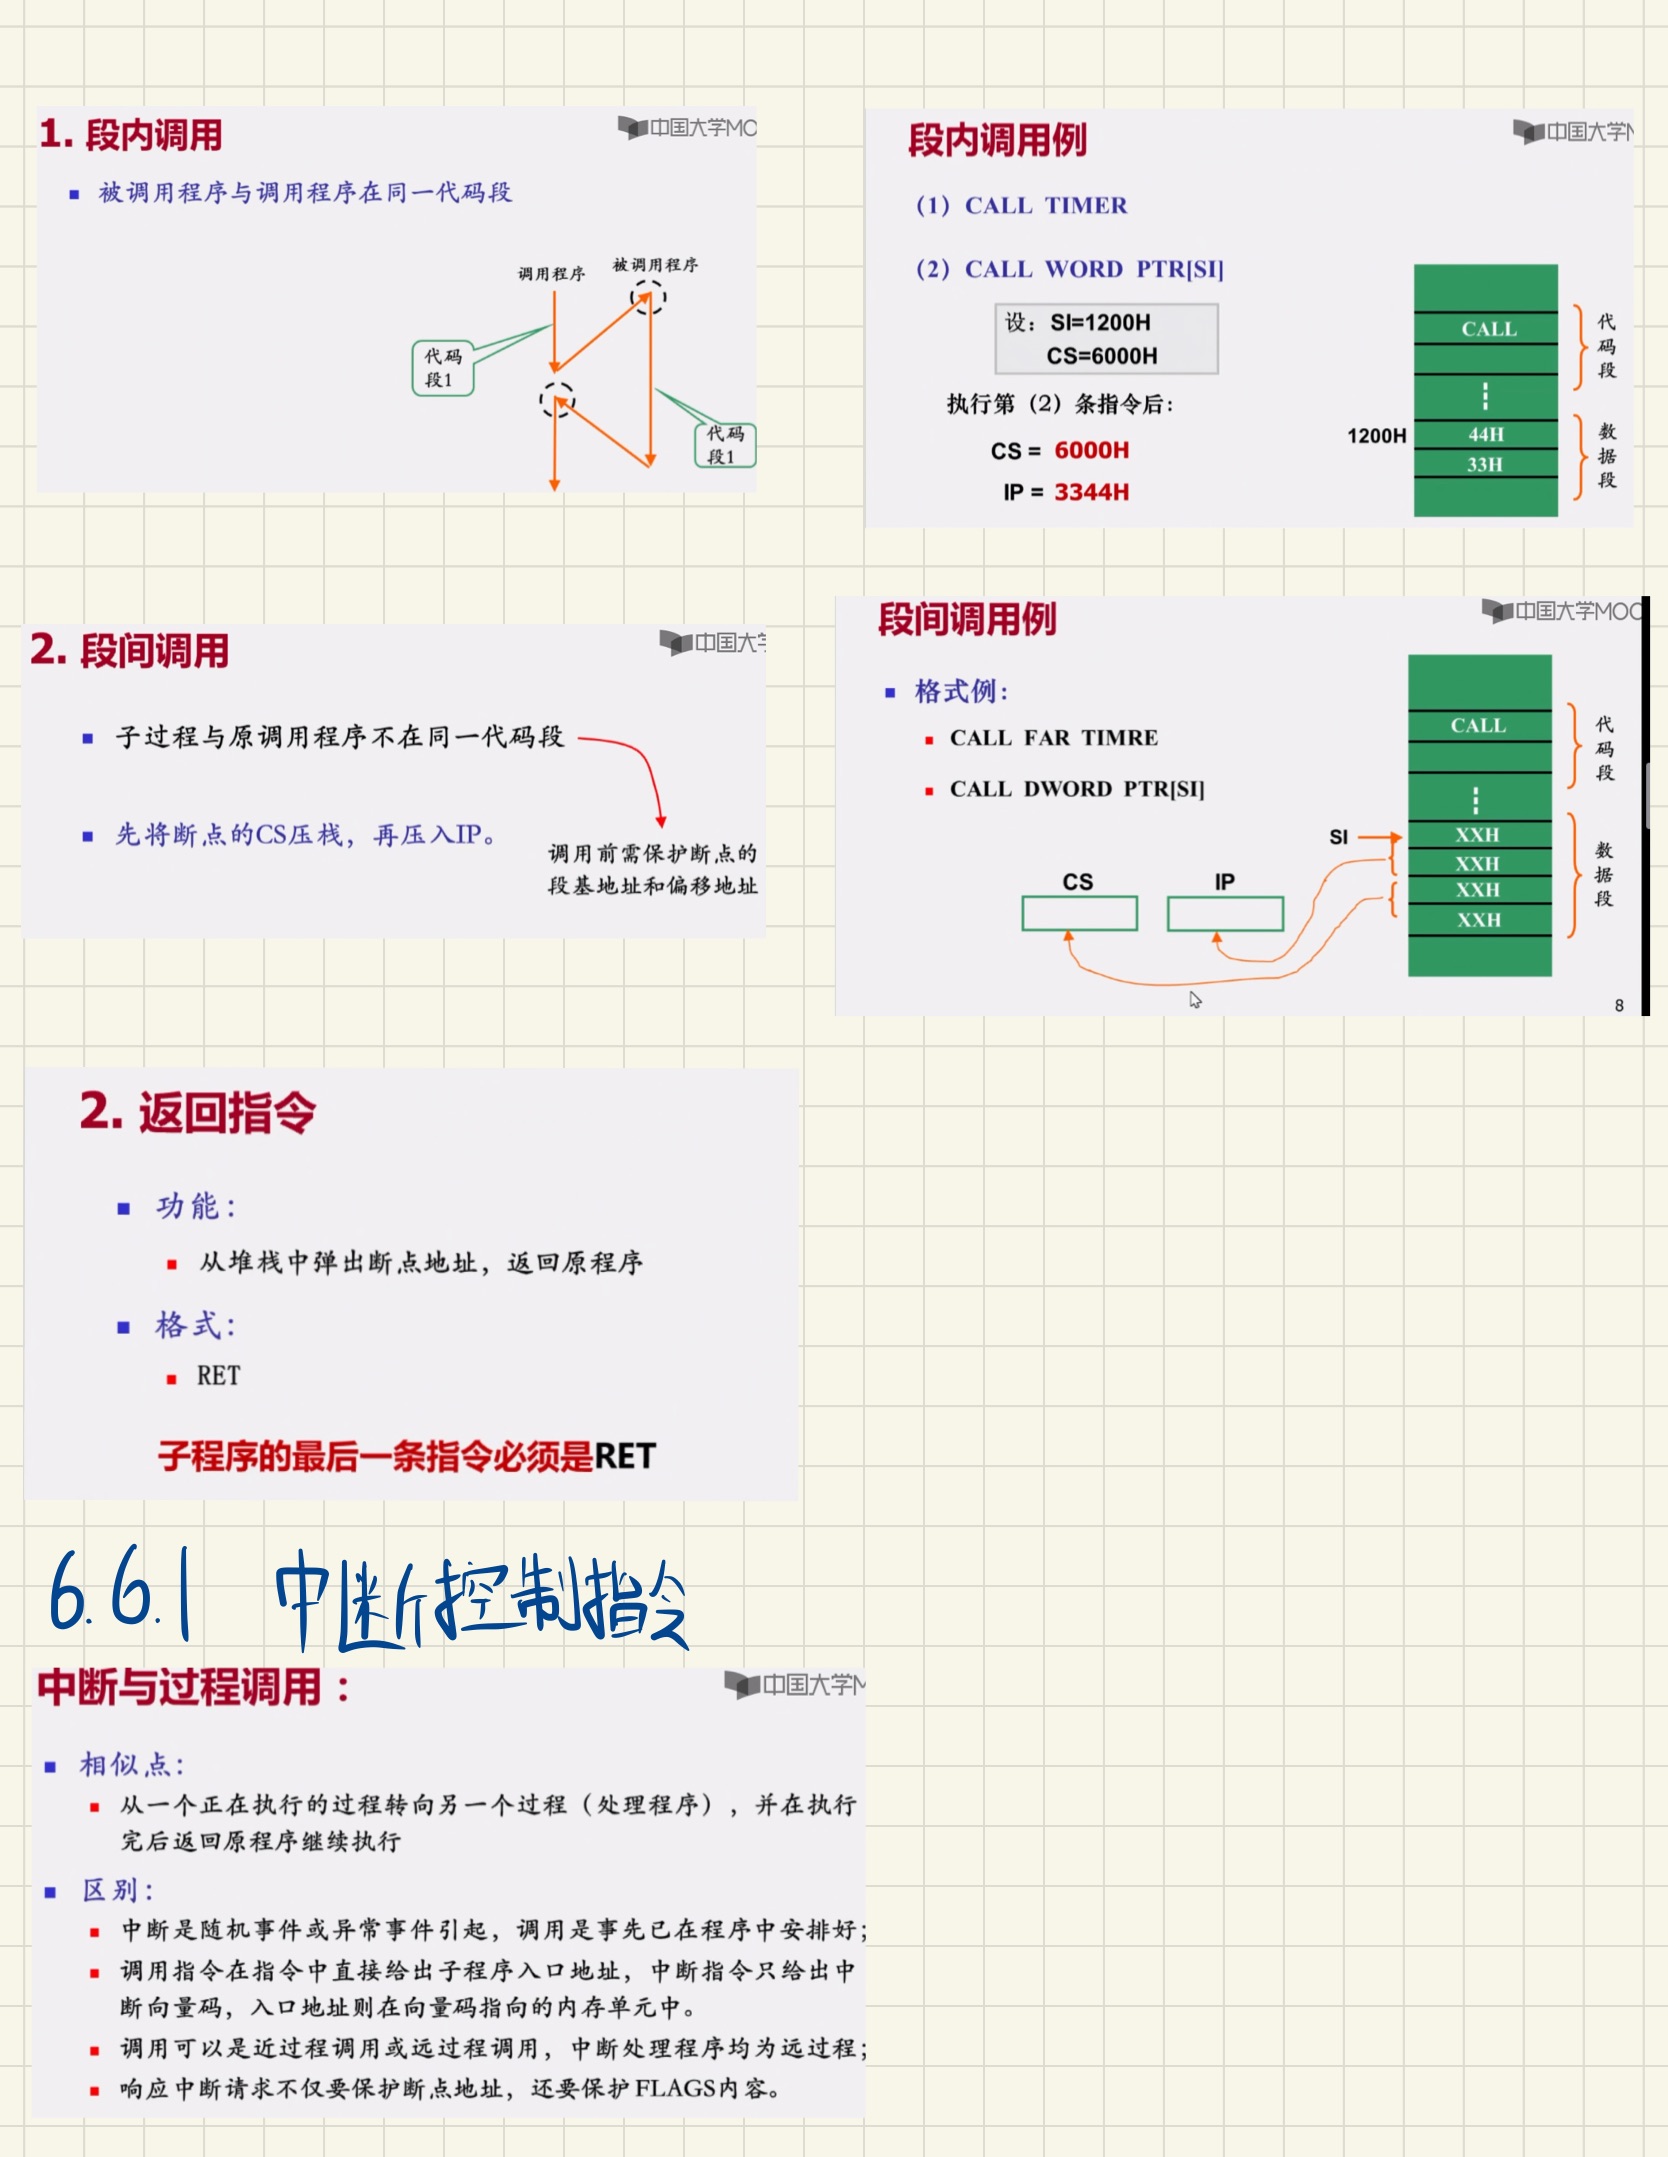 1. 段内调用
中国大学MO
被调用程序与调用程序在同一代码段
调用程序
被调用程序
代码
段1
代码
段1
段内调用例
中国大学
(1) CALL TIMER
(2) CALL WORD PTR[SI]
设：SI=1200H
CS=6000H
执行第（2）条指令后：
CS = 6000H
IP = 3344H
CALL
1200H
44H
33H
代码段
数据段
2. 段间调用
中国大学
子过程与原调用程序不在同一代码段
先将断点的CS压栈，再压入IP。
调用前需保护断点的
段基地址和偏移地址
段间调用例
中国大学MOO
格式例：
CALL FAR TIMRE
CALL DWORD PTR[SI]
CS
IP
SI
CALL
XXH
XXH
XXH
XXH
代码段
数据段
8
2. 返回指令
功能：
从堆栈中弹出断点地址，返回原程序
格式：
RET
子程序的最后一条指令必须是RET
6.6.1 中断控制指令
中断与过程调用：
中国大学M
相似点：
从一个正在执行的过程转向另一个过程（处理程序），并在执行
完后返回原程序继续执行
区别：
中断是随机事件或异常事件引起，调用是事先已在程序中安排好；
调用指令在指令中直接给出子程序入口地址，中断指令只给出中
断向量码，入口地址则在向量码指向的内存单元中。
调用可以是近过程调用或远过程调用，中断处理程序均为远过程；
响应中断请求不仅要保护断点地址，还要保护FLAGS内容。